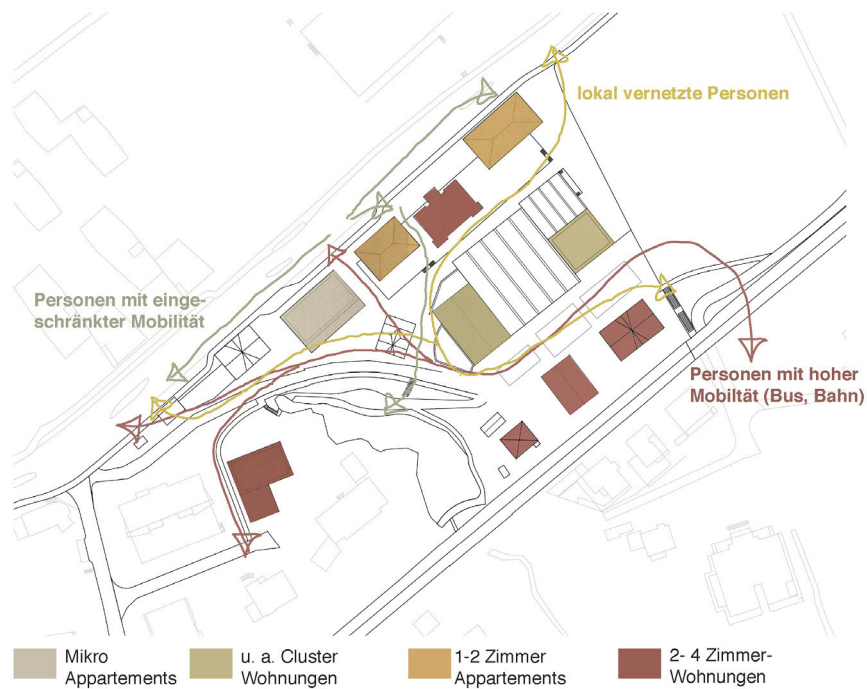 lokal vernetzte Personen
Personen mit einge-
schränkter Mobilität
Personen mit hoher
Mobiltät (Bus, Bahn)
Mikro
Appartements
u. a. Cluster
Wohnungen
1-2 Zimmer
Appartements
2- 4 Zimmer-
Wohnungen